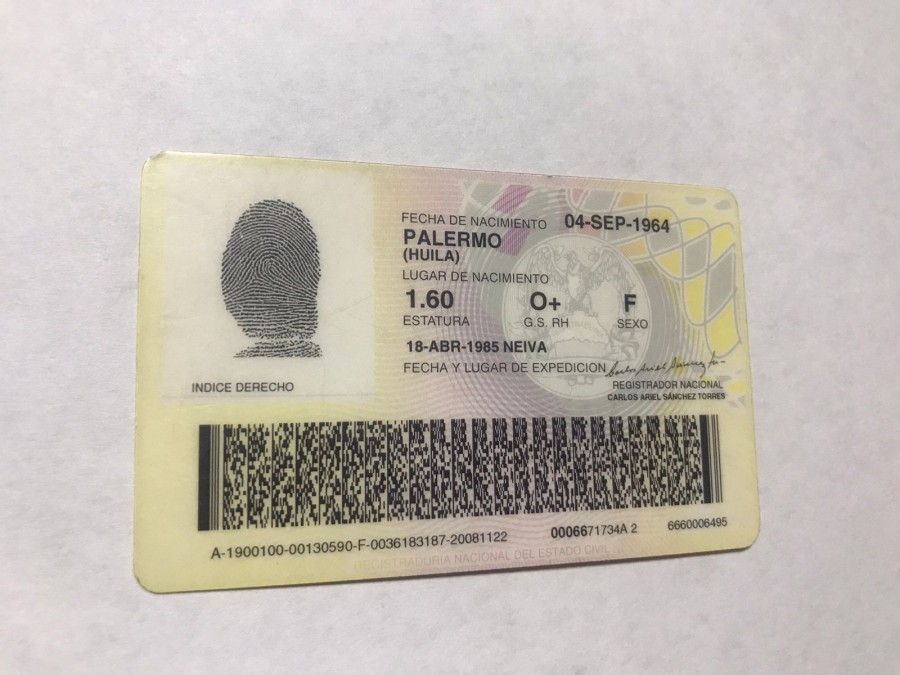 FECHA DE NACIMIENTO 04-SEP-1964
PALERMO
(HUILA)
LUGAR DE NACIMIENTO
1.60 O+ F
ESTATURA G.S. RH SEXO
18-ABR-1985 NEIVA
FECHA Y LUGAR DE EXPEDICION
INDICE DERECHO
REGISTRADOR NACIONAL
CARLOS ARIEL SÁNCHEZ TORRES
A-1900100-00130590-F-0036183187-20081122 0006671734A 2 6660006495
REGISTRADURIA NACIONAL DEL ESTADO CIVIL